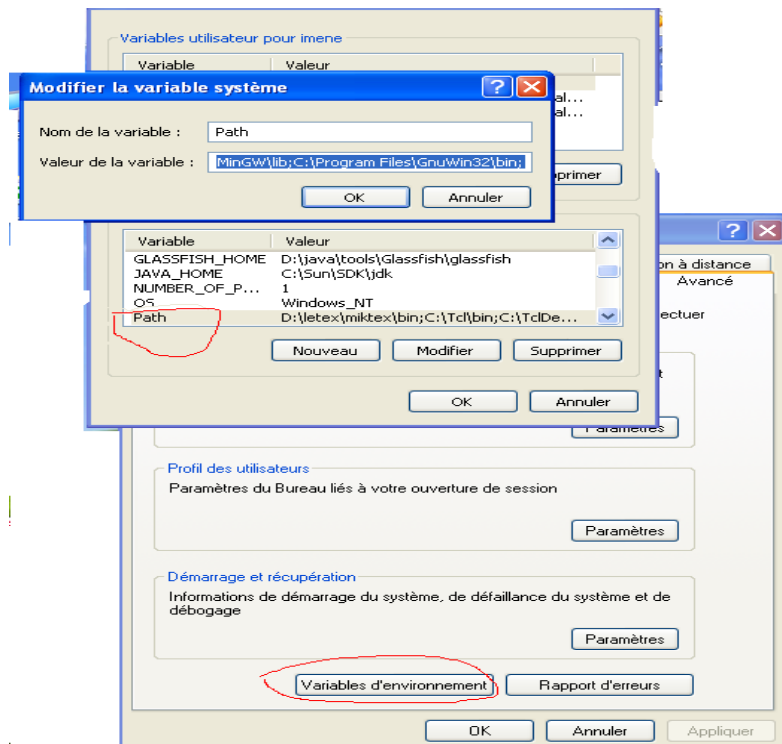 Variables utilisateur pour imene
Variable Valeur
Modifier la variable système
al...
al...
Nom de la variable : Path
Valeur de la variable : MinGW\lib;C:\Program Files\GnuWin32\bin;
primer
OK Annuler
Variable Valeur
GLASSFISH_HOME D:\java\tools\Glassfish\glassfish
JAVA_HOME C:\Sun\SDK\jdk
NUMBER_OF_P... 1
OS Windows_NT
Path D:\letex\miktex\bin;C:\Tcl\bin;C:\TclDe...
on à distance
Avancé
ectuer
Nouveau Modifier Supprimer
t
OK Annuler
Paramètres
Profil des utilisateurs
Paramètres du Bureau liés à votre ouverture de session
Paramètres
Démarrage et récupération
Informations de démarrage du système, de défaillance du système et de
débogage
Paramètres
Variables d'environnement Rapport d'erreurs
OK Annuler Appliquer